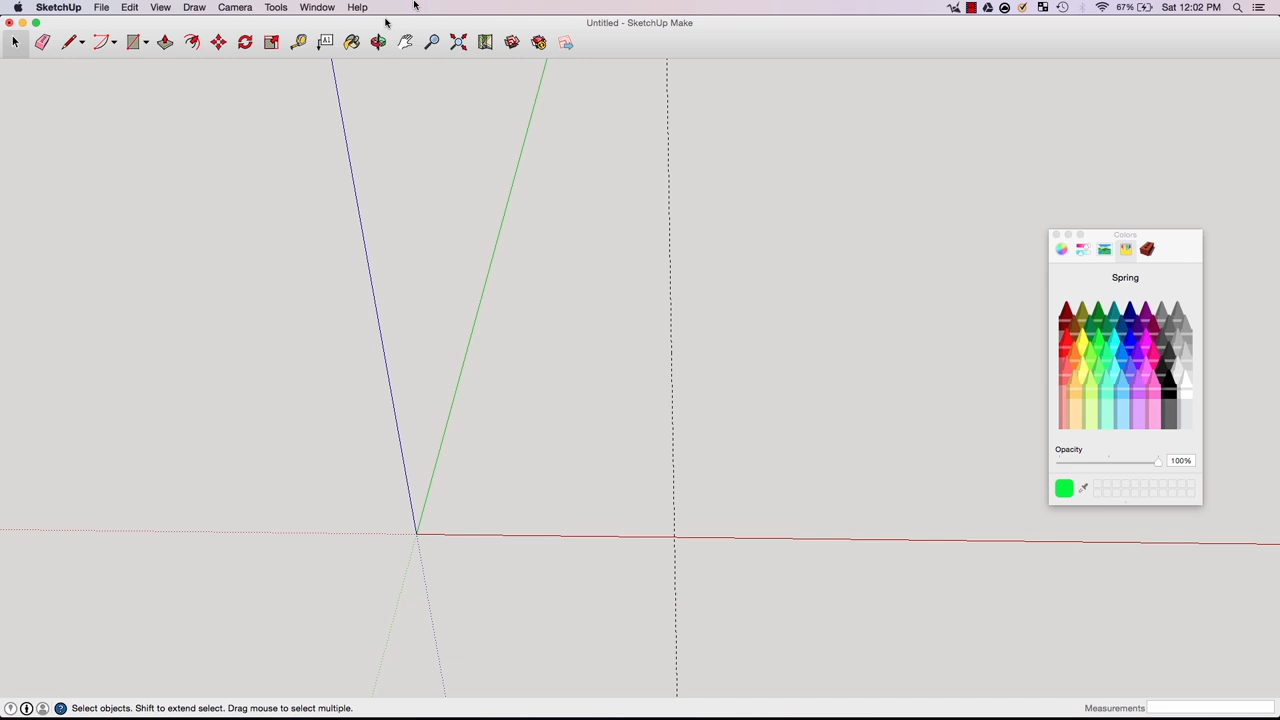 SketchUp File Edit View Draw Camera Tools Window Help 67% Sat 12:02 PM
Untitled - SketchUp Make
A1
Colors
Spring
Opacity
100%
Select objects. Shift to extend select. Drag mouse to select multiple.
Measurements